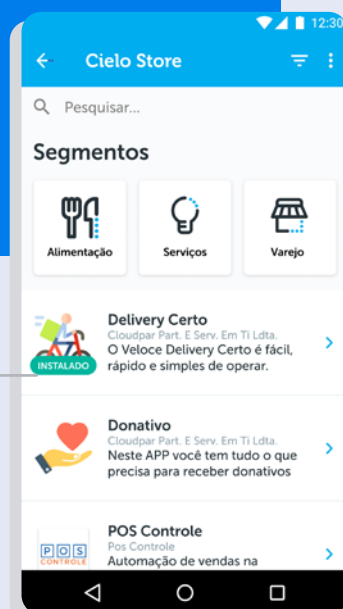 12:30
Cielo Store
Pesquisar...
Segmentos
Alimentação
Serviços
Varejo
Delivery Certo
Cloudpar Part. E Serv. Em Ti Ldta.
O Veloce Delivery Certo é fácil,
rápido e simples de operar.
INSTALADO
Donativo
Cloudpar Part. E Serv. Em Ti Ldta.
Neste APP você tem tudo o que
precisa para receber donativos
POS Controle
Pos Controle
Automação de vendas na
POS
CONTROLE